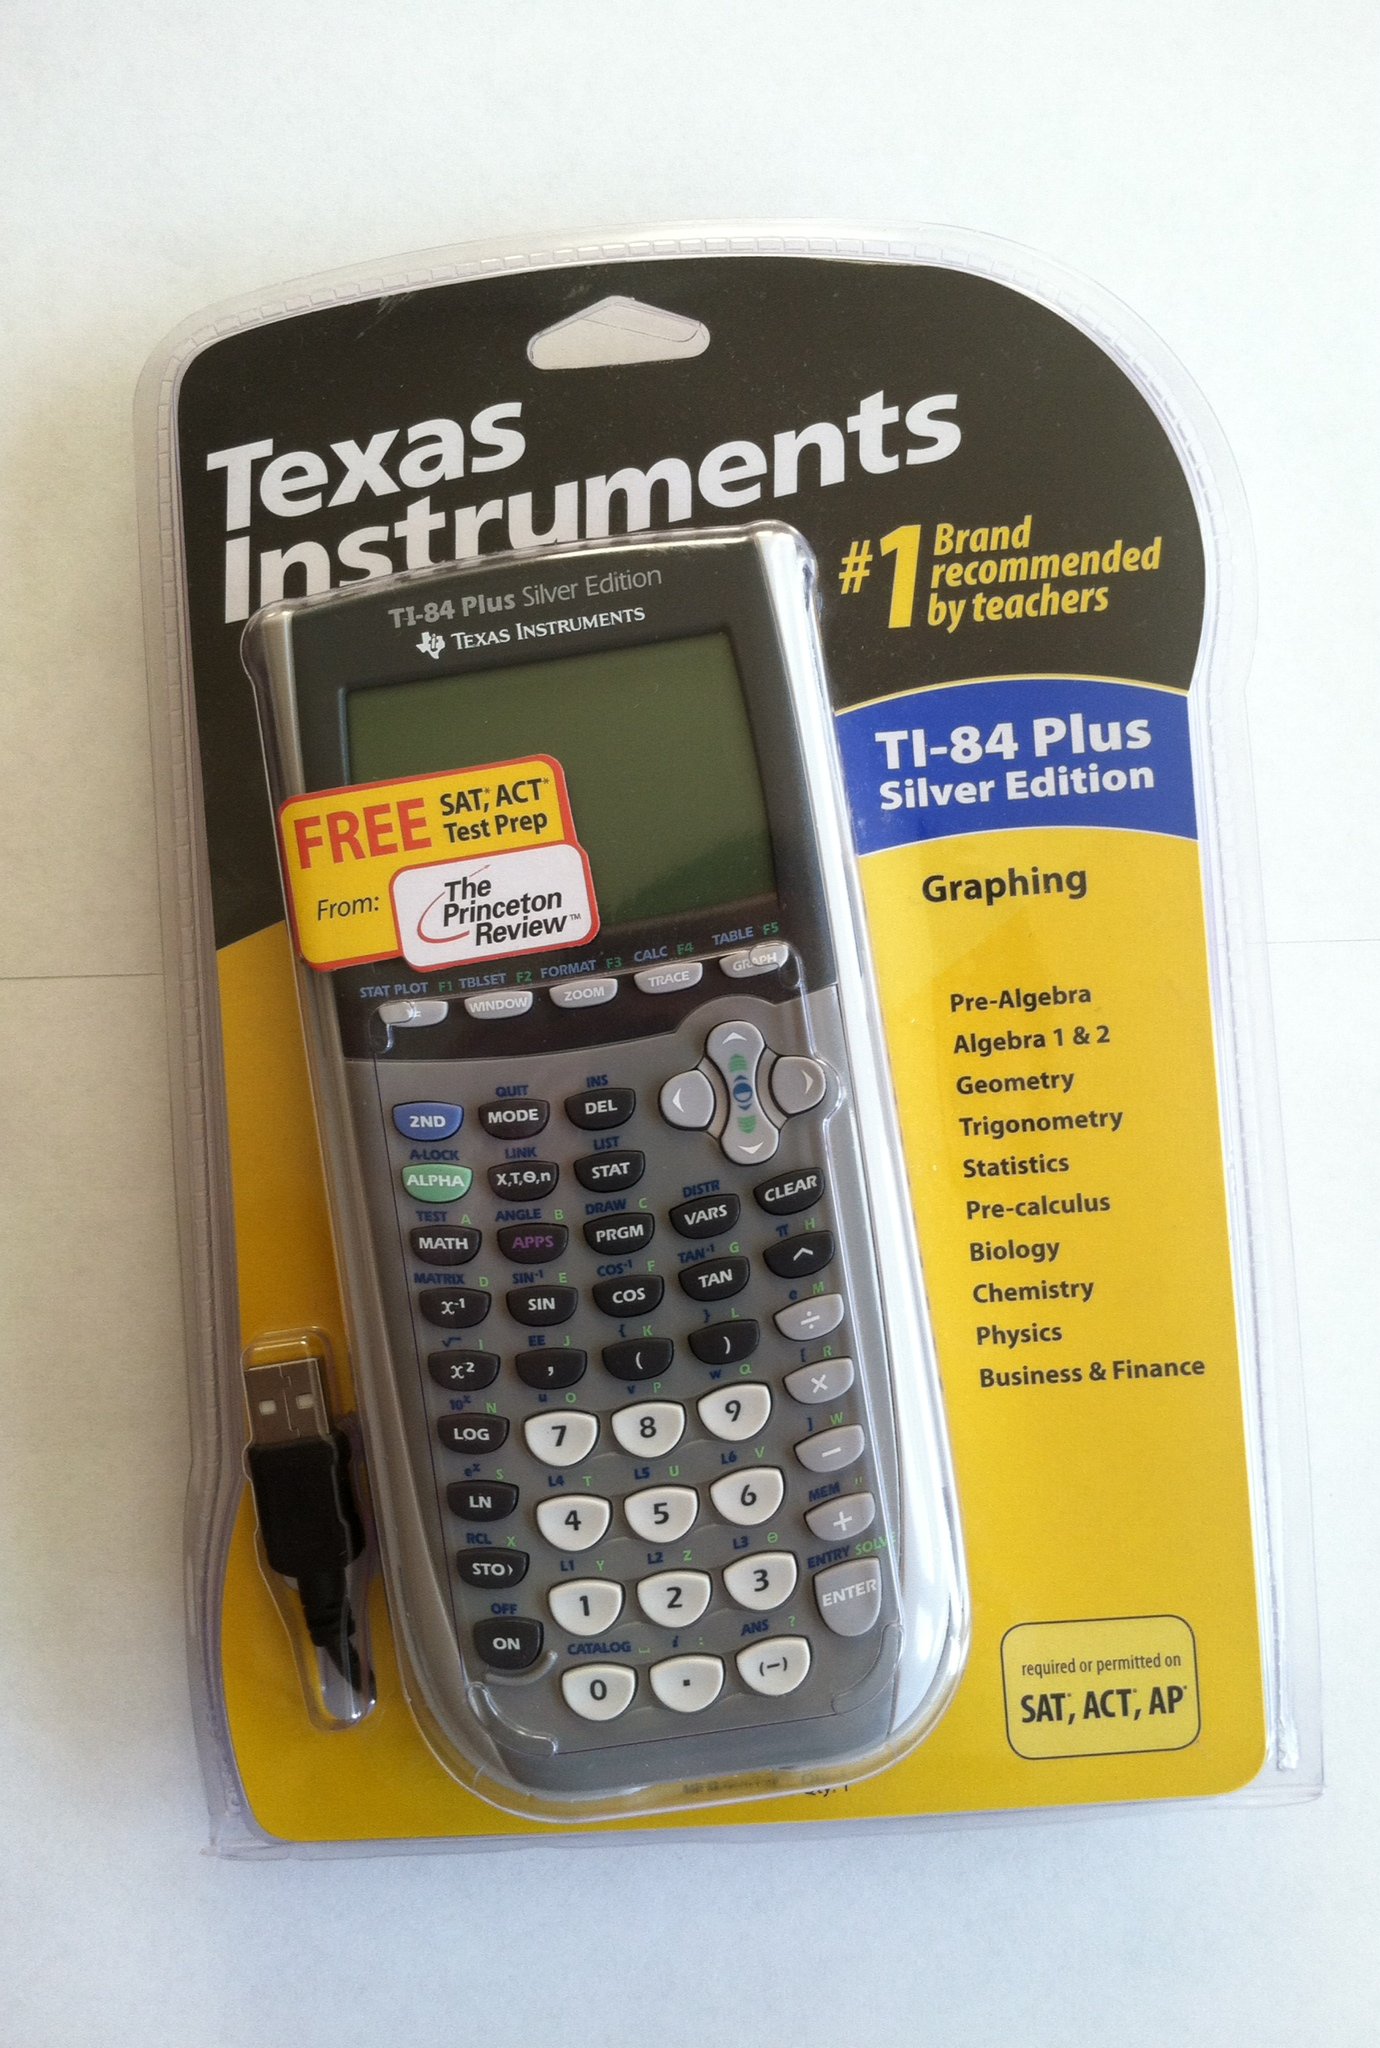 Texas
Instruments
#1 Brand
recommended
by teachers
TI-84 Plus Silver Edition
TEXAS INSTRUMENTS
TI-84 Plus
Silver Edition
FREE SAT,* ACT*
Test Prep
From: The
Princeton
Review™
Graphing
Pre-Algebra
Algebra 1 & 2
Geometry
Trigonometry
Statistics
Pre-calculus
Biology
Chemistry
Physics
Business & Finance
STAT PLOT F1 TBLSET F2 FORMAT F3 CALC F4 TABLE F5
Y= WINDOW ZOOM TRACE GRAPH
QUIT INS
2ND MODE DEL
A-LOCK LINK LIST
ALPHA X,T,Θ,n STAT
TEST A ANGLE B DRAW C DISTR
MATH APPS PRGM VARS CLEAR
MATRIX D SIN⁻¹ E COS⁻¹ F TAN⁻¹ G π H
x⁻¹ SIN COS TAN ^
√ I EE J { K } L e M
x² , ( ) ÷
10ˣ N u O v P w Q [ R
LOG 7 8 9 ×
eˣ S L4 T L5 U L6 V ] W
LN 4 5 6 −
RCL X L1 Y L2 Z L3 θ MEM "
STO› 1 2 3 +
OFF CATALOG ⎵ i : ANS ? ENTRY SOLVE
ON 0 . (−) ENTER
required or permitted on
SAT,* ACT,* AP*
Qty. 1